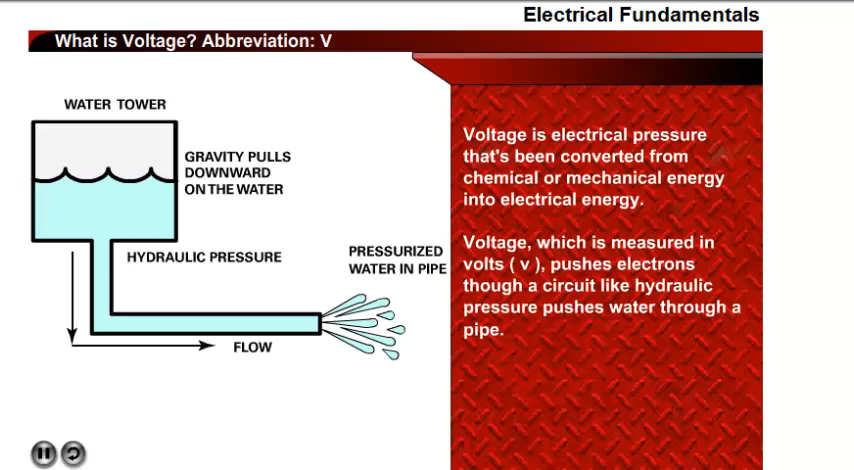 Electrical Fundamentals
What is Voltage? Abbreviation: V
WATER TOWER
GRAVITY PULLS
DOWNWARD
ON THE WATER
HYDRAULIC PRESSURE
PRESSURIZED
WATER IN PIPE
FLOW
Voltage is electrical pressure
that's been converted from
chemical or mechanical energy
into electrical energy.
Voltage, which is measured in
volts ( v ), pushes electrons
though a circuit like hydraulic
pressure pushes water through a
pipe.